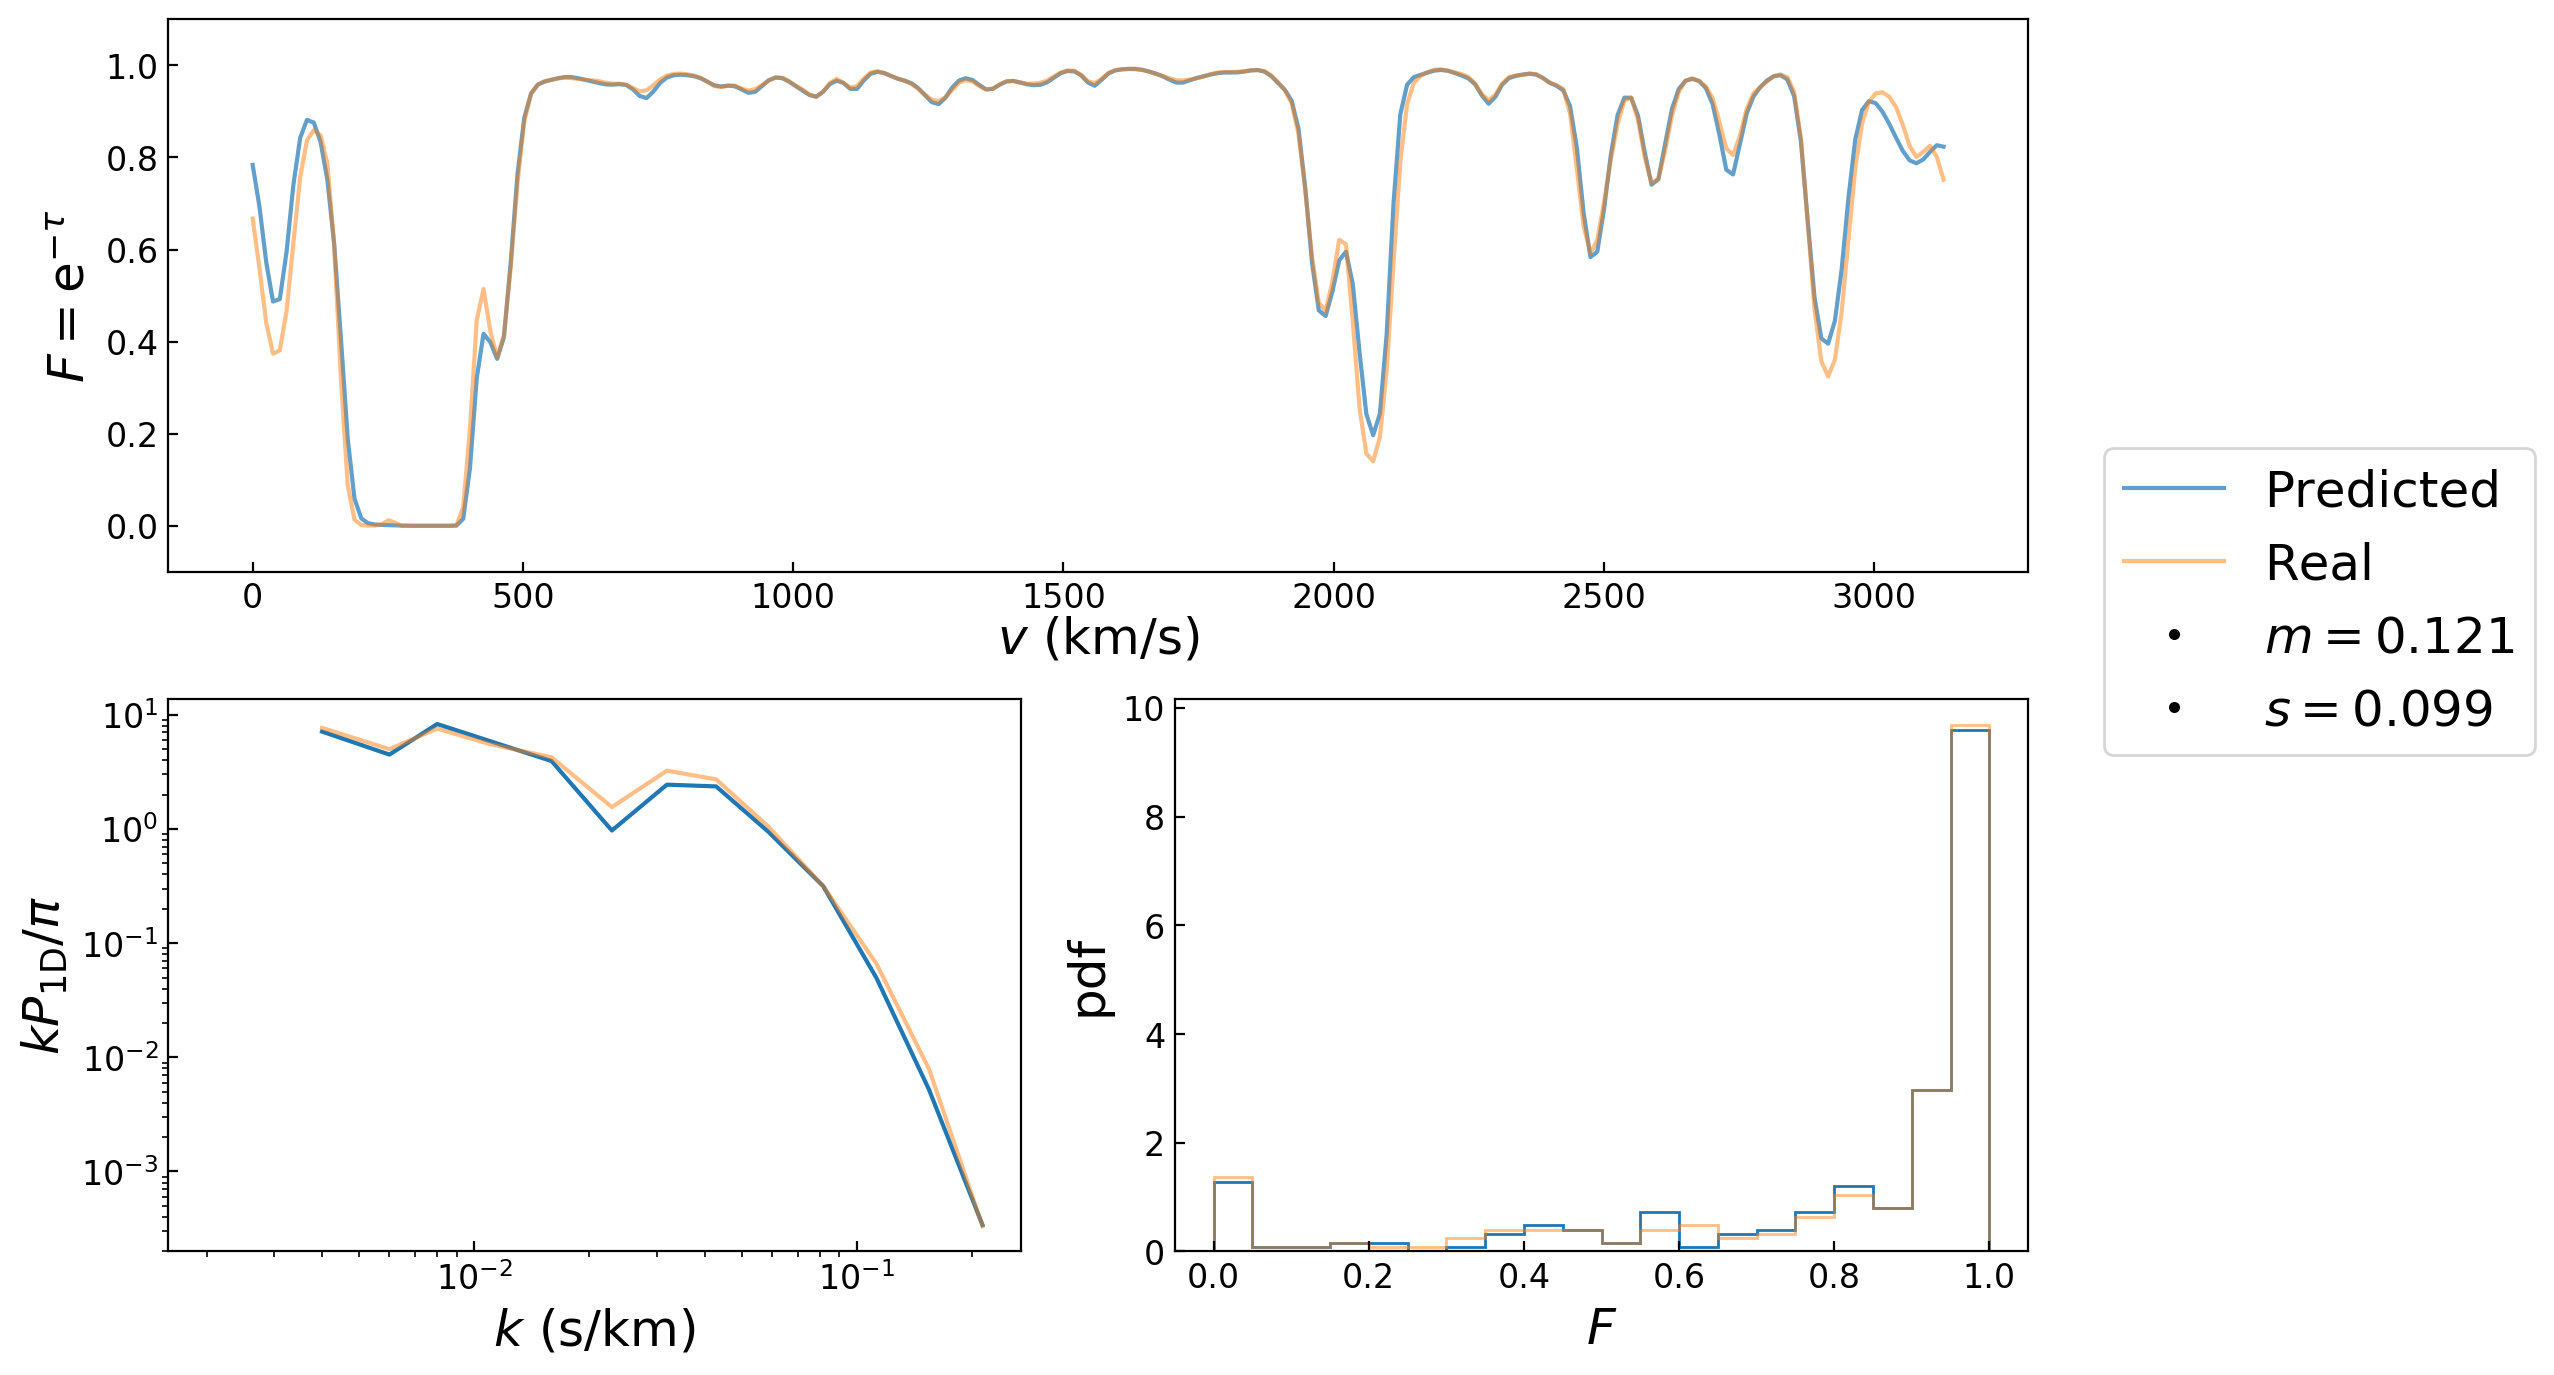 1.0
0.8
0.6
0.4
0.2
0.0
F = e^{−τ}
0 500 1000 1500 2000 2500 3000
v (km/s)
Predicted
Real
m = 0.121
s = 0.099
10^1
10^0
10^{−1}
10^{−2}
10^{−3}
kP_{1D}/π
10^{−2} 10^{−1}
k (s/km)
10
8
6
4
2
0
pdf
0.0 0.2 0.4 0.6 0.8 1.0
F